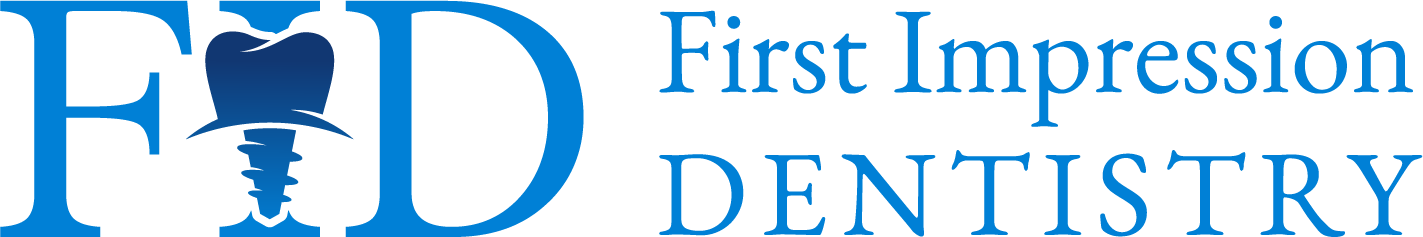 FID
First Impression
DENTISTRY